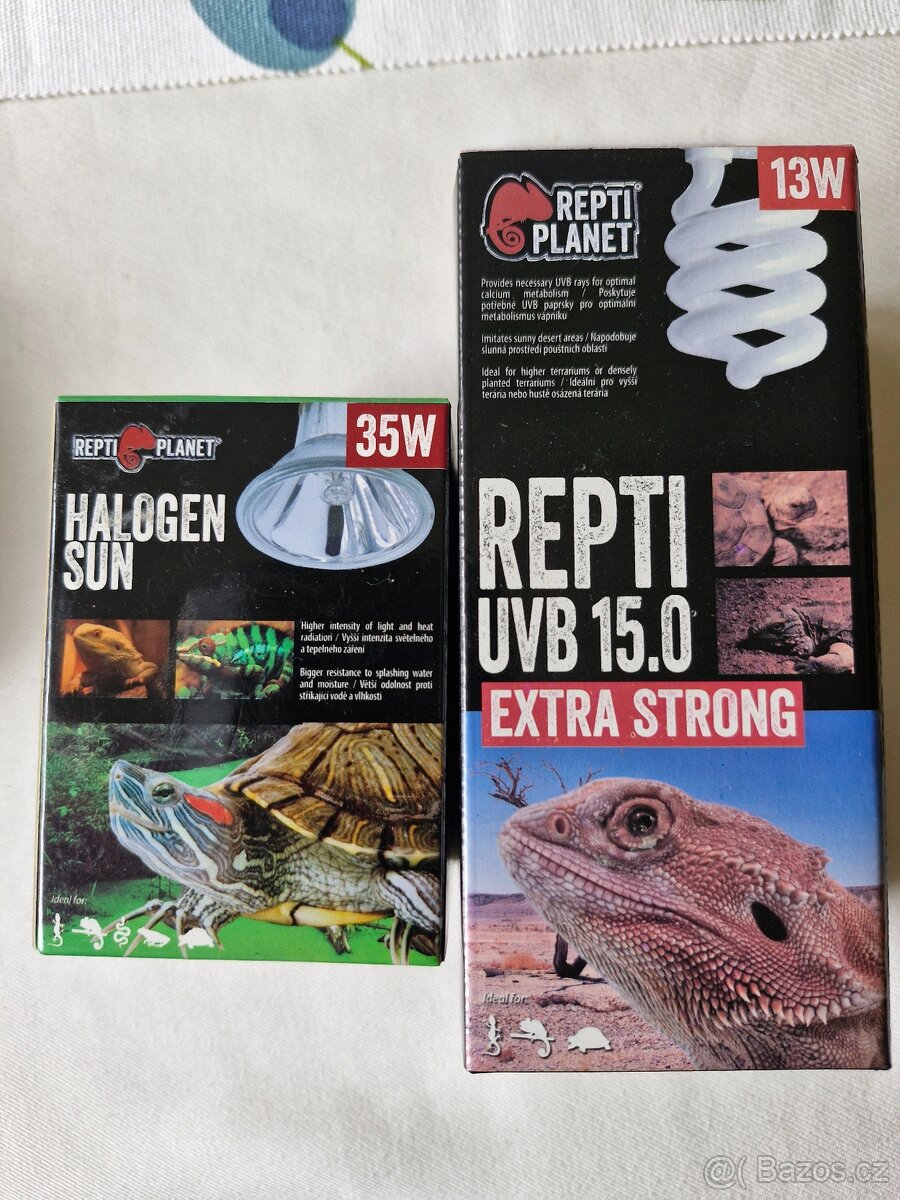 REPTI PLANET
35W
HALOGEN
SUN
Higher intensity of light and heat
radiation / Vyšší intenzita světelného
a tepelného záření
Bigger resistance to splashing water
and moisture / Větší odolnost proti
stříkající vodě a vlhkosti
Ideal for:
13W
REPTI
PLANET
Provides necessary UVB rays for optimal
calcium metabolism / Poskytuje
potřebné UVB paprsky pro optimální
metabolismus vápníku
Imitates sunny desert areas / Napodobuje
slunná prostředí pouštních oblastí
Ideal for higher terrariums or densely
planted terrariums / Ideální pro vyšší
terária nebo hustě osázená terária
REPTI
UVB 15.0
EXTRA STRONG
Ideal for:
@( Bazos.cz